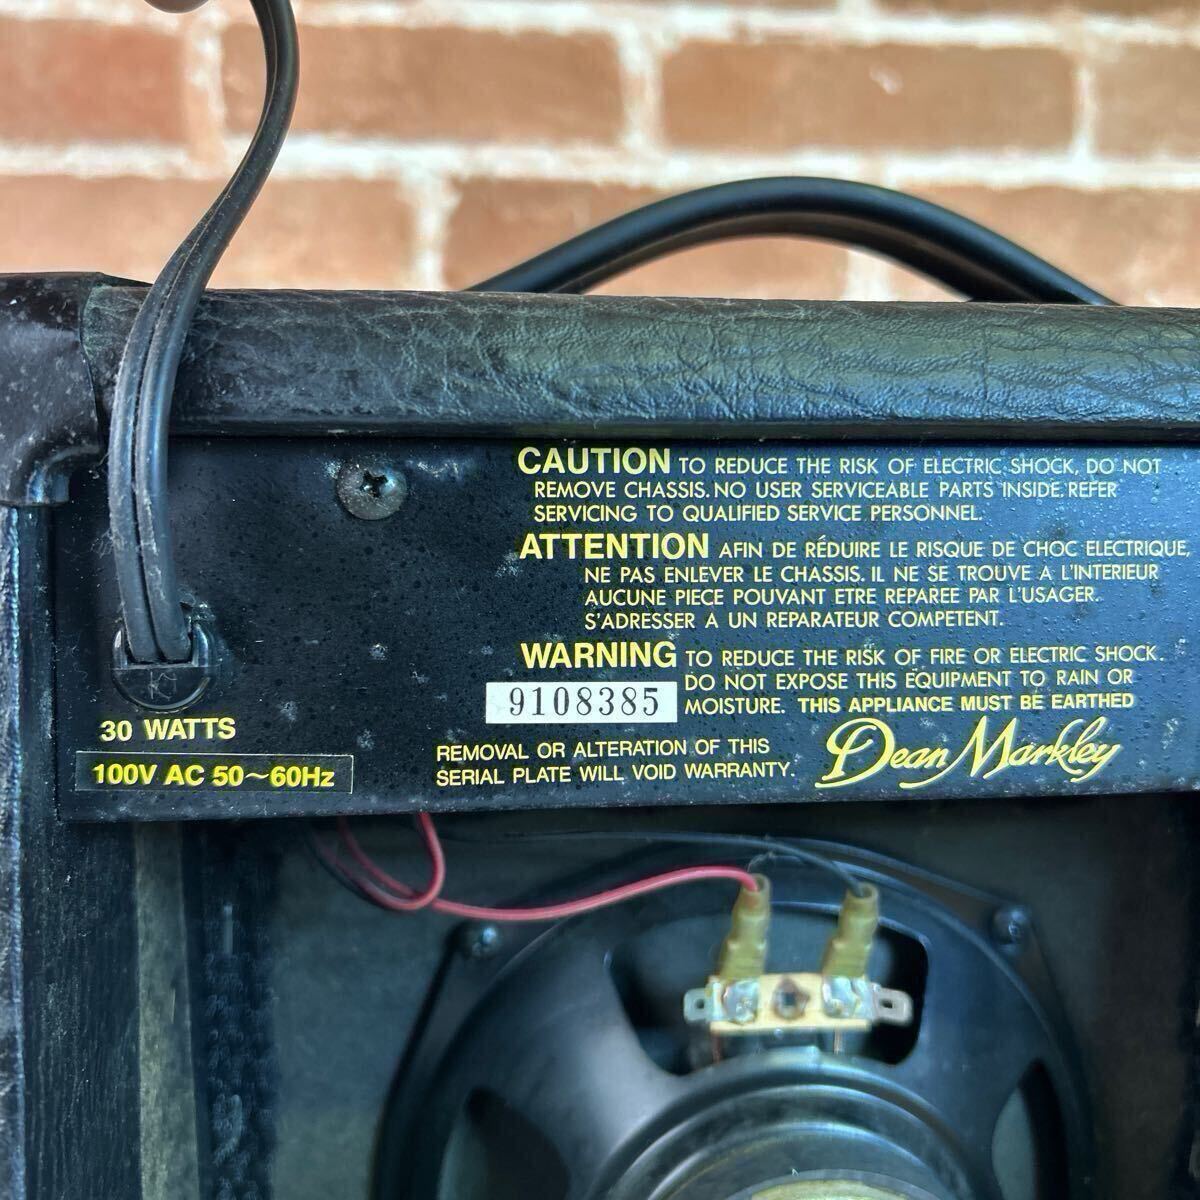 CAUTION TO REDUCE THE RISK OF ELECTRIC SHOCK, DO NOT
REMOVE CHASSIS. NO USER SERVICEABLE PARTS INSIDE. REFER
SERVICING TO QUALIFIED SERVICE PERSONNEL.
ATTENTION AFIN DE RÉDUIRE LE RISQUE DE CHOC ELECTRIQUE,
NE PAS ENLEVER LE CHASSIS. IL NE SE TROUVE A L'INTERIEUR
AUCUNE PIECE POUVANT ETRE REPAREE PAR L'USAGER.
S'ADRESSER A UN REPARATEUR COMPETENT.
WARNING TO REDUCE THE RISK OF FIRE OR ELECTRIC SHOCK.
DO NOT EXPOSE THIS EQUIPMENT TO RAIN OR
MOISTURE. THIS APPLIANCE MUST BE EARTHED
9108385
30 WATTS
100V AC 50~60Hz
REMOVAL OR ALTERATION OF THIS
SERIAL PLATE WILL VOID WARRANTY.
Dean Markley